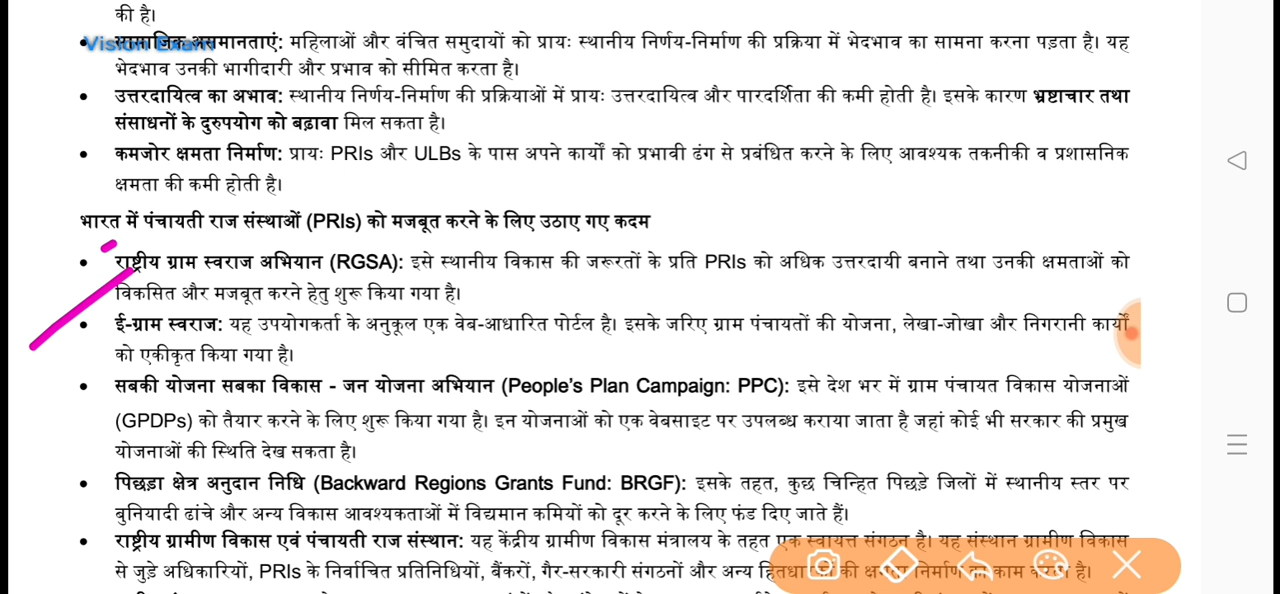 की है।
Vision Exam
सामाजिक असमानताएं: महिलाओं और वंचित समुदायों को प्रायः स्थानीय निर्णय-निर्माण की प्रक्रिया में भेदभाव का सामना करना पड़ता है। यह
भेदभाव उनकी भागीदारी और प्रभाव को सीमित करता है।
• उत्तरदायित्व का अभाव: स्थानीय निर्णय-निर्माण की प्रक्रियाओं में प्रायः उत्तरदायित्व और पारदर्शिता की कमी होती है। इसके कारण भ्रष्टाचार तथा
संसाधनों के दुरुपयोग को बढ़ावा मिल सकता है।
• कमजोर क्षमता निर्माण: प्रायः PRIs और ULBs के पास अपने कार्यों को प्रभावी ढंग से प्रबंधित करने के लिए आवश्यक तकनीकी व प्रशासनिक
क्षमता की कमी होती है।
भारत में पंचायती राज संस्थाओं (PRIs) को मजबूत करने के लिए उठाए गए कदम
• राष्ट्रीय ग्राम स्वराज अभियान (RGSA): इसे स्थानीय विकास की जरूरतों के प्रति PRIs को अधिक उत्तरदायी बनाने तथा उनकी क्षमताओं को
विकसित और मजबूत करने हेतु शुरू किया गया है।
• ई-ग्राम स्वराज: यह उपयोगकर्ता के अनुकूल एक वेब-आधारित पोर्टल है। इसके जरिए ग्राम पंचायतों की योजना, लेखा-जोखा और निगरानी कार्यों
को एकीकृत किया गया है।
• सबकी योजना सबका विकास - जन योजना अभियान (People's Plan Campaign: PPC): इसे देश भर में ग्राम पंचायत विकास योजनाओं
(GPDPs) को तैयार करने के लिए शुरू किया गया है। इन योजनाओं को एक वेबसाइट पर उपलब्ध कराया जाता है जहां कोई भी सरकार की प्रमुख
योजनाओं की स्थिति देख सकता है।
• पिछड़ा क्षेत्र अनुदान निधि (Backward Regions Grants Fund: BRGF): इसके तहत, कुछ चिन्हित पिछड़े जिलों में स्थानीय स्तर पर
बुनियादी ढांचे और अन्य विकास आवश्यकताओं में विद्यमान कमियों को दूर करने के लिए फंड दिए जाते हैं।
• राष्ट्रीय ग्रामीण विकास एवं पंचायती राज संस्थान: यह केंद्रीय ग्रामीण विकास मंत्रालय के तहत एक स्वायत्त संगठन है। यह संस्थान ग्रामीण विकास
से जुड़े अधिकारियों, PRIs के निर्वाचित प्रतिनिधियों, बैंकरों, गैर-सरकारी संगठनों और अन्य की निर्माण काम है।